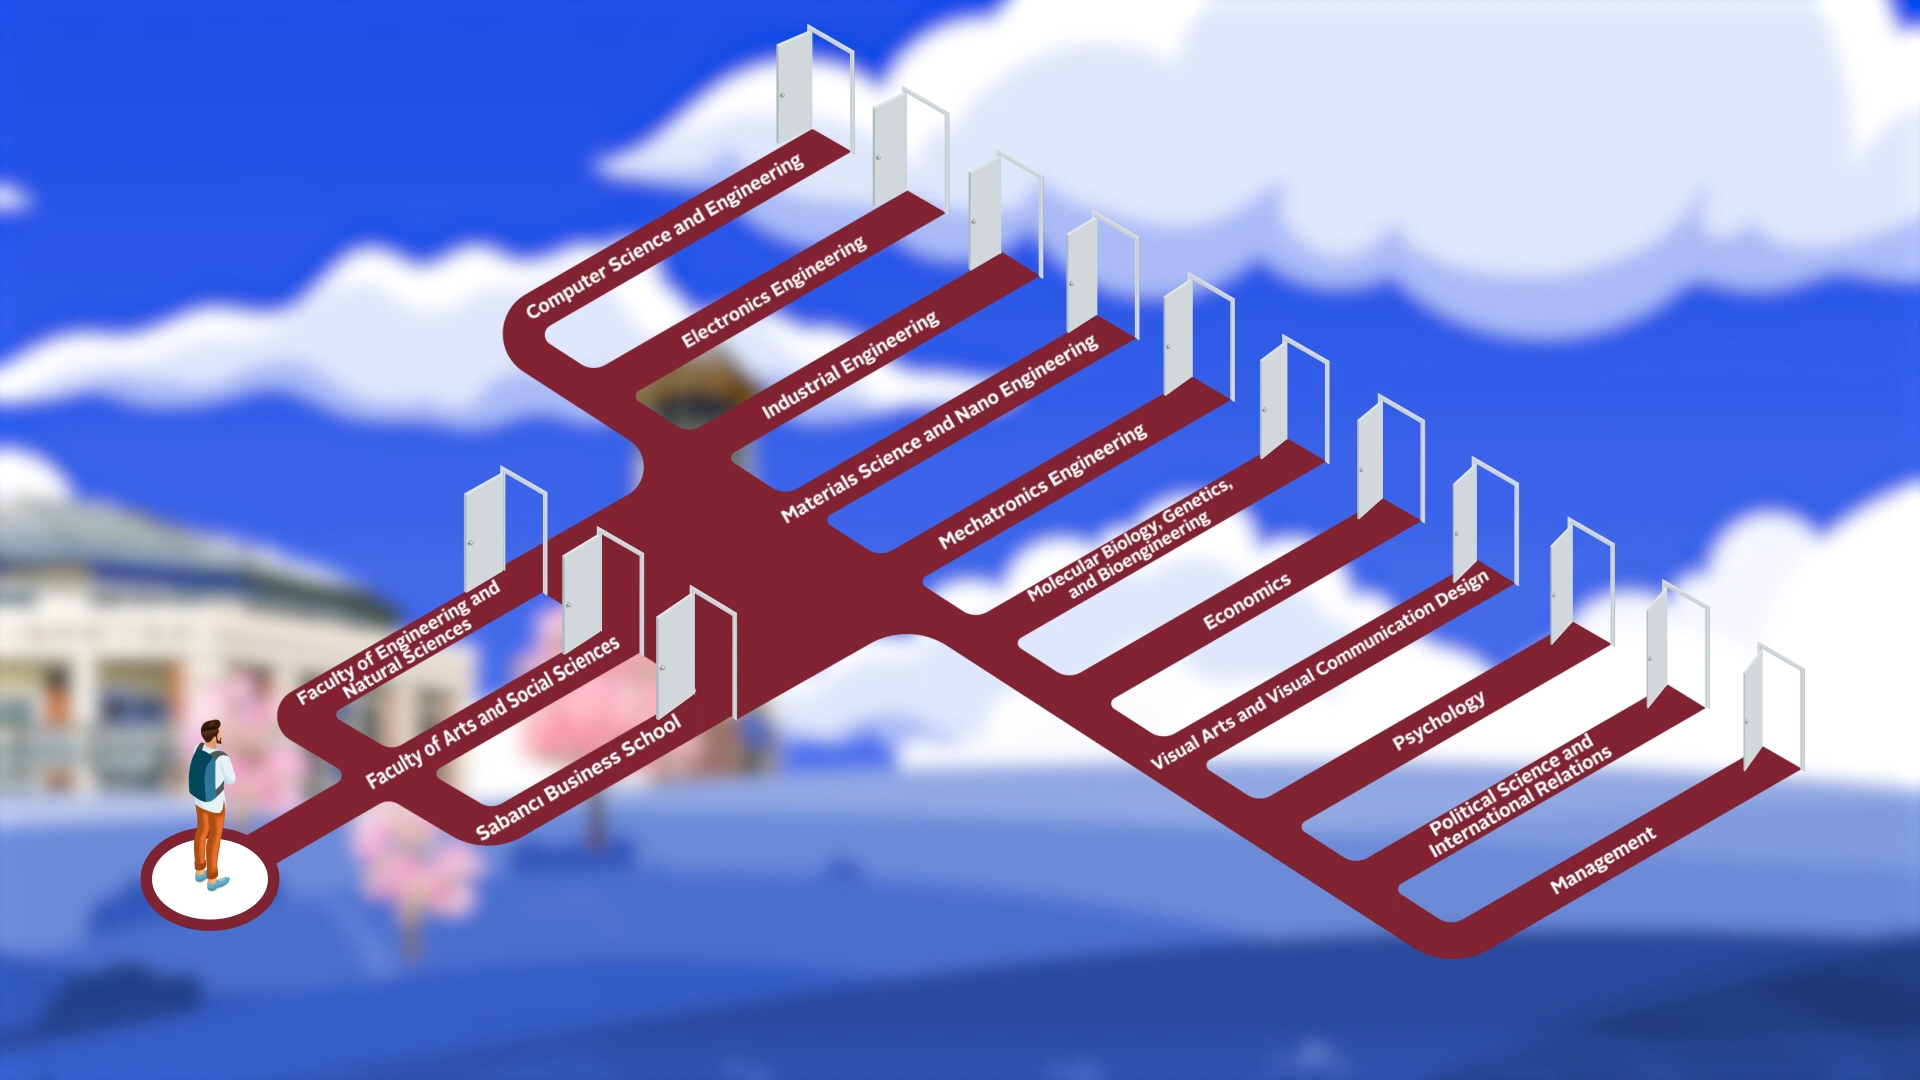 Computer Science and Engineering
Electronics Engineering
Industrial Engineering
Materials Science and Nano Engineering
Mechatronics Engineering
Molecular Biology, Genetics,
and Bioengineering
Economics
Visual Arts and Visual Communication Design
Psychology
Political Science and
International Relations
Management
Faculty of Engineering and
Natural Sciences
Faculty of Arts and Social Sciences
Sabancı Business School